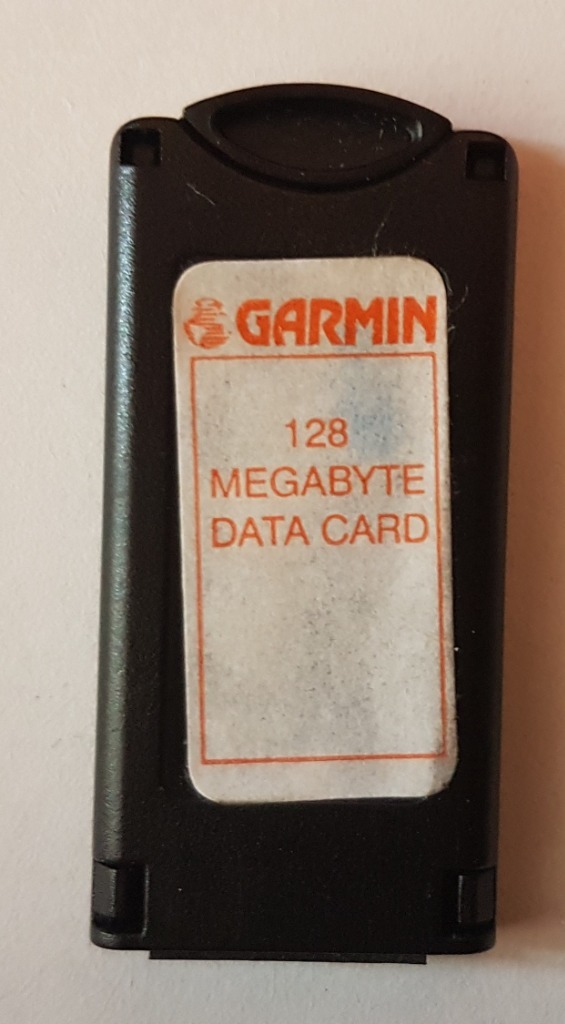 GARMIN
128
MEGABYTE
DATA CARD